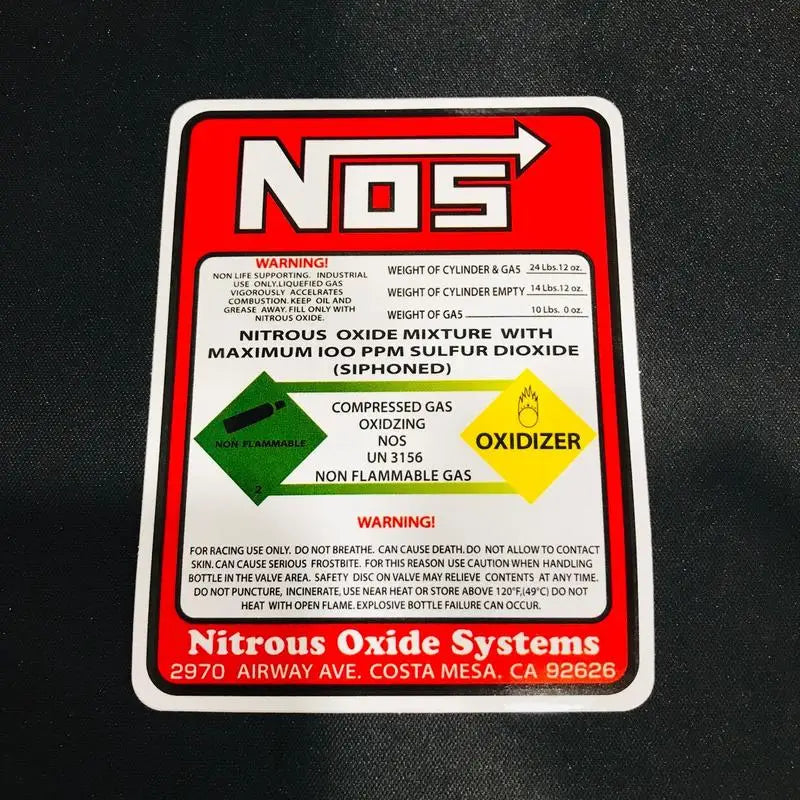 NOS
WARNING!
NON LIFE SUPPORTING. INDUSTRIAL
USE ONLY.LIQUEFIED GAS
VIGOROUSLY ACCELRATES
COMBUSTION. KEEP OIL AND
GREASE AWAY. FILL ONLY WITH
NITROUS OXIDE.
WEIGHT OF CYLINDER & GA5 24 Lbs.12 oz.
WEIGHT OF CYLINDER EMPTY 14 Lbs.12 oz.
WEIGHT OF GA5 10 Lbs. 0 oz.
NITROUS OXIDE MIXTURE WITH
MAXIMUM IOO PPM SULFUR DIOXIDE
(SIPHONED)
NON FLAMMABLE
2
COMPRESSED GAS
OXIDZING
NOS
UN 3156
NON FLAMMABLE GAS
OXIDIZER
WARNING!
FOR RACING USE ONLY. DO NOT BREATHE. CAN CAUSE DEATH. DO NOT ALLOW TO CONTACT
SKIN. CAN CAUSE SERIOUS FROSTBITE. FOR THIS REASON USE CAUTION WHEN HANDLING
BOTTLE IN THE VALVE AREA. SAFETY DISC ON VALVE MAY RELIEVE CONTENTS AT ANY TIME.
DO NOT PUNCTURE, INCINERATE, USE NEAR HEAT OR STORE ABOVE 120°F,(49°C) DO NOT
HEAT WITH OPEN FLAME. EXPLOSIVE BOTTLE FAILURE CAN OCCUR.
Nitrous Oxide Systems
2970 AIRWAY AVE. COSTA MESA. CA 92626